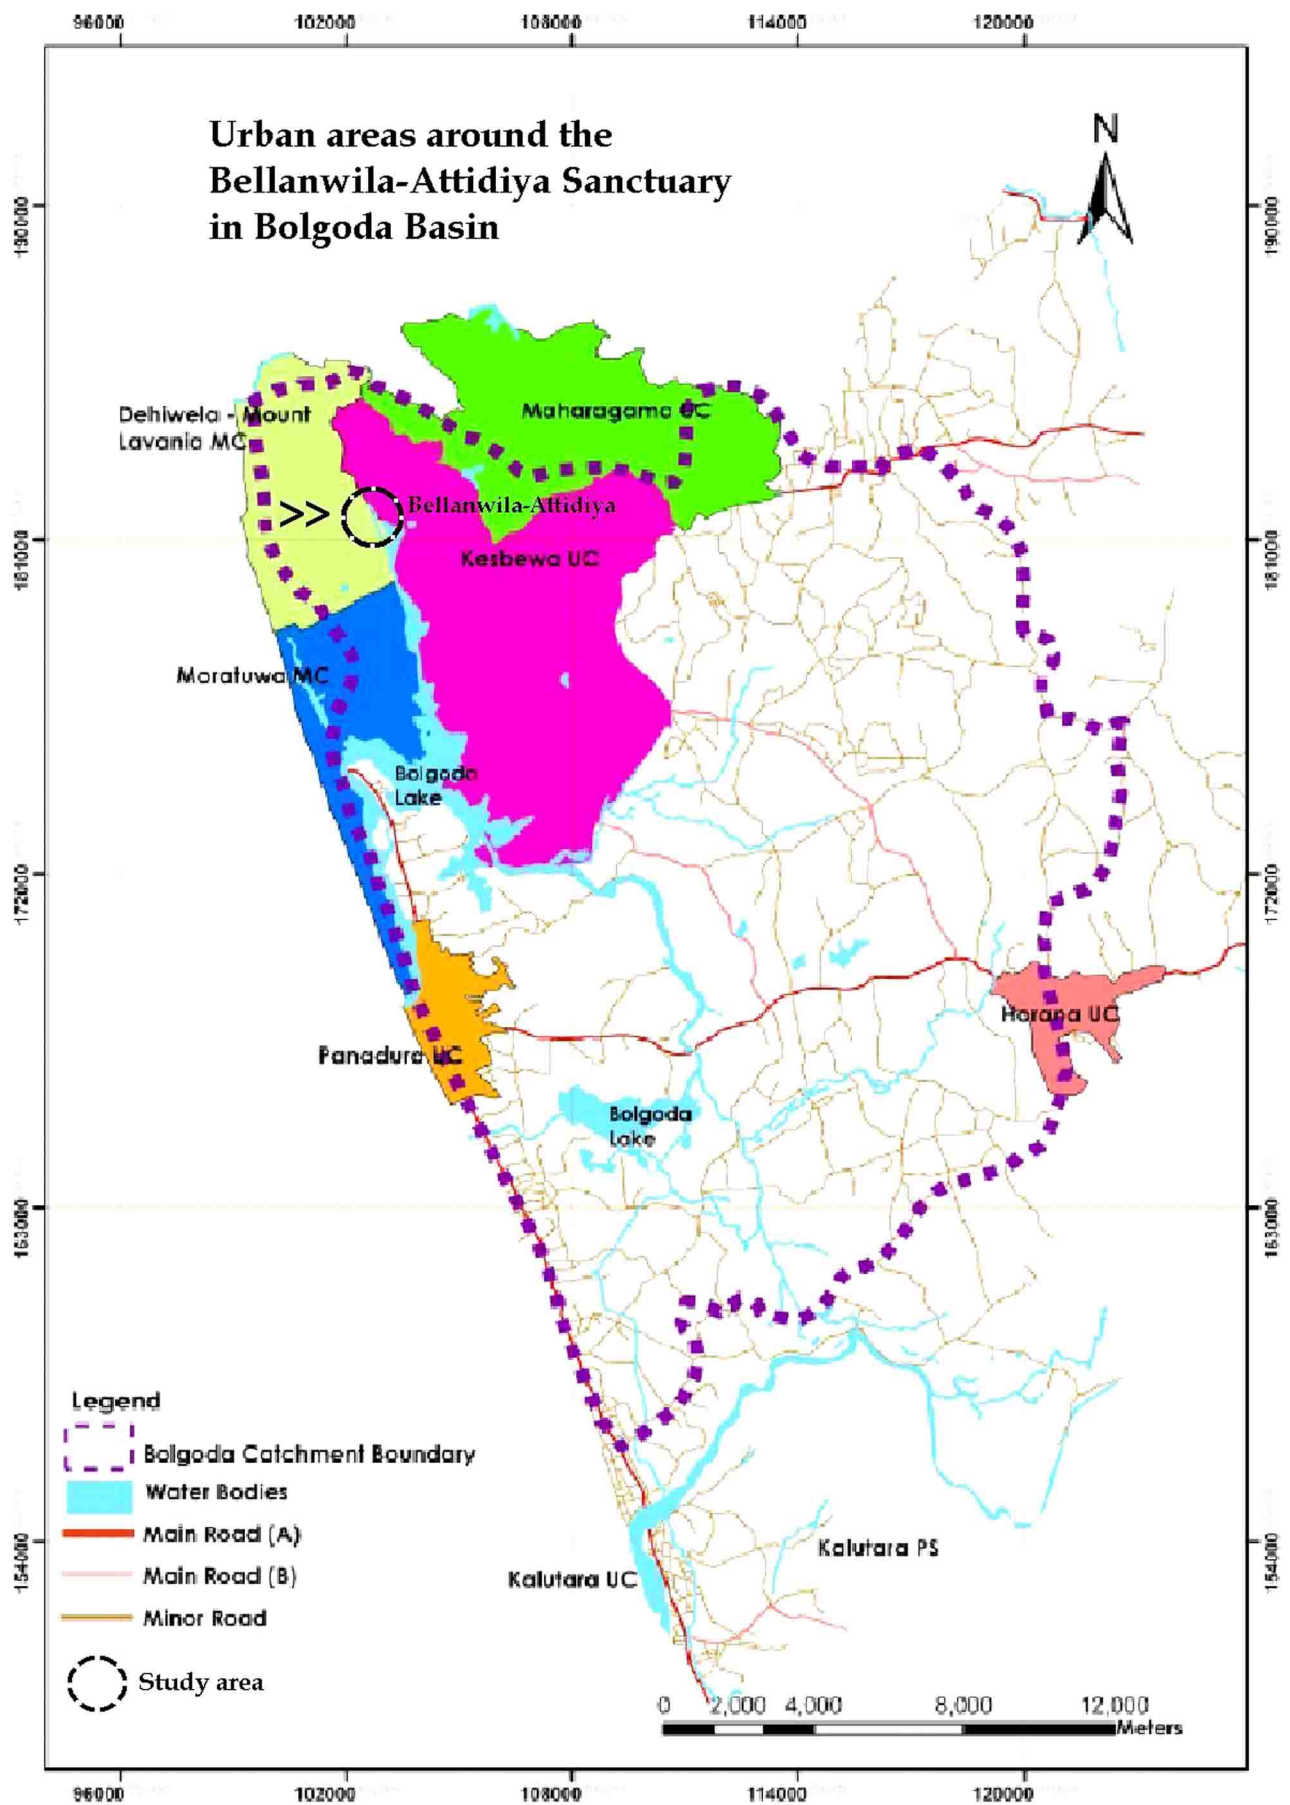 96000 102000 108000 114000 120000
Urban areas around the
Bellanwila-Attidiya Sanctuary
in Bolgoda Basin
N
190000 190000
Dehiwela - Mount
Lavania MC
Maharagama UC
>>
Bellanwila-Attidiya
Kesbewa UC
181000 181000
Moratuwa MC
Bolgoda
Lake
172000 172000
Horana UC
Panadura UC
Bolgoda
Lake
163000 163000
Legend
Bolgoda Catchment Boundary
Water Bodies
Main Road (A)
Main Road (B)
Minor Road
Study area
154000 154000
Kalutara PS
Kalutara UC
0 2,000 4,000 8,000 12,000
Meters
96000 102000 108000 114000 120000